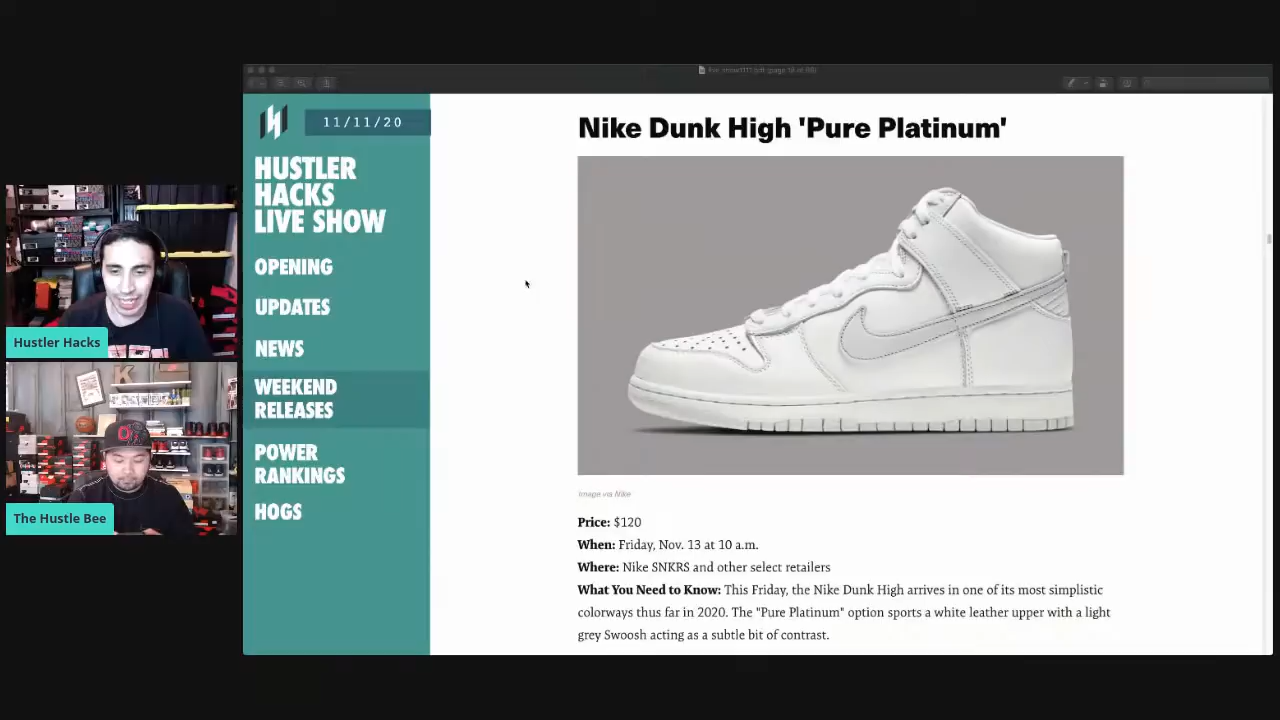 11/11/20
HUSTLER
HACKS
LIVE SHOW
OPENING
UPDATES
NEWS
WEEKEND
RELEASES
POWER
RANKINGS
HOGS
Hustler Hacks
The Hustle Bee
Nike Dunk High 'Pure Platinum'
Image via Nike
Price: $120
When: Friday, Nov. 13 at 10 a.m.
Where: Nike SNKRS and other select retailers
What You Need to Know: This Friday, the Nike Dunk High arrives in one of its most simplistic
colorways thus far in 2020. The "Pure Platinum" option sports a white leather upper with a light
grey Swoosh acting as a subtle bit of contrast.